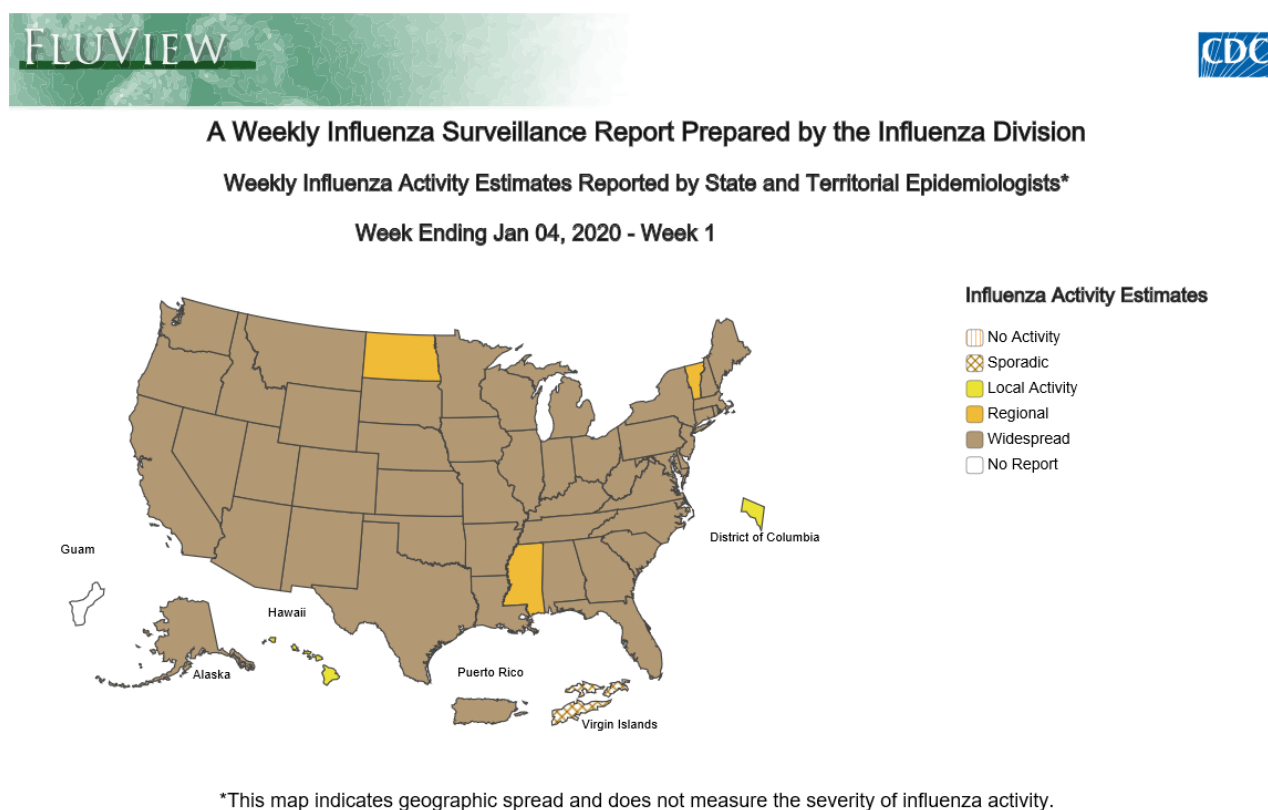 FLUVIEW
CDC
A Weekly Influenza Surveillance Report Prepared by the Influenza Division
Weekly Influenza Activity Estimates Reported by State and Territorial Epidemiologists*
Week Ending Jan 04, 2020 - Week 1
Influenza Activity Estimates
No Activity
Sporadic
Local Activity
Regional
Widespread
No Report
District of Columbia
Guam
Hawaii
Alaska
Puerto Rico
Virgin Islands
*This map indicates geographic spread and does not measure the severity of influenza activity.